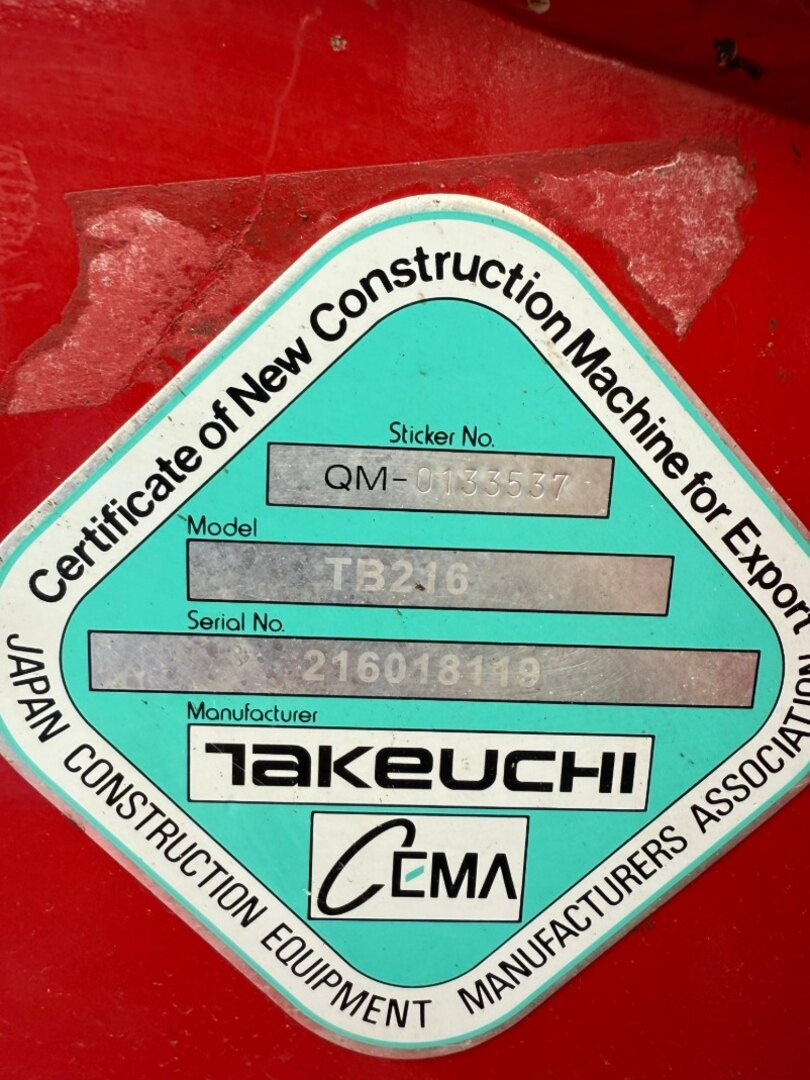 Certificate of New Construction Machine for Export
Sticker No.
QM-0133537
Model
TB216
Serial No.
216018119
Manufacturer
TAKEUCHI
CEMA
JAPAN CONSTRUCTION EQUIPMENT MANUFACTURERS ASSOCIATION